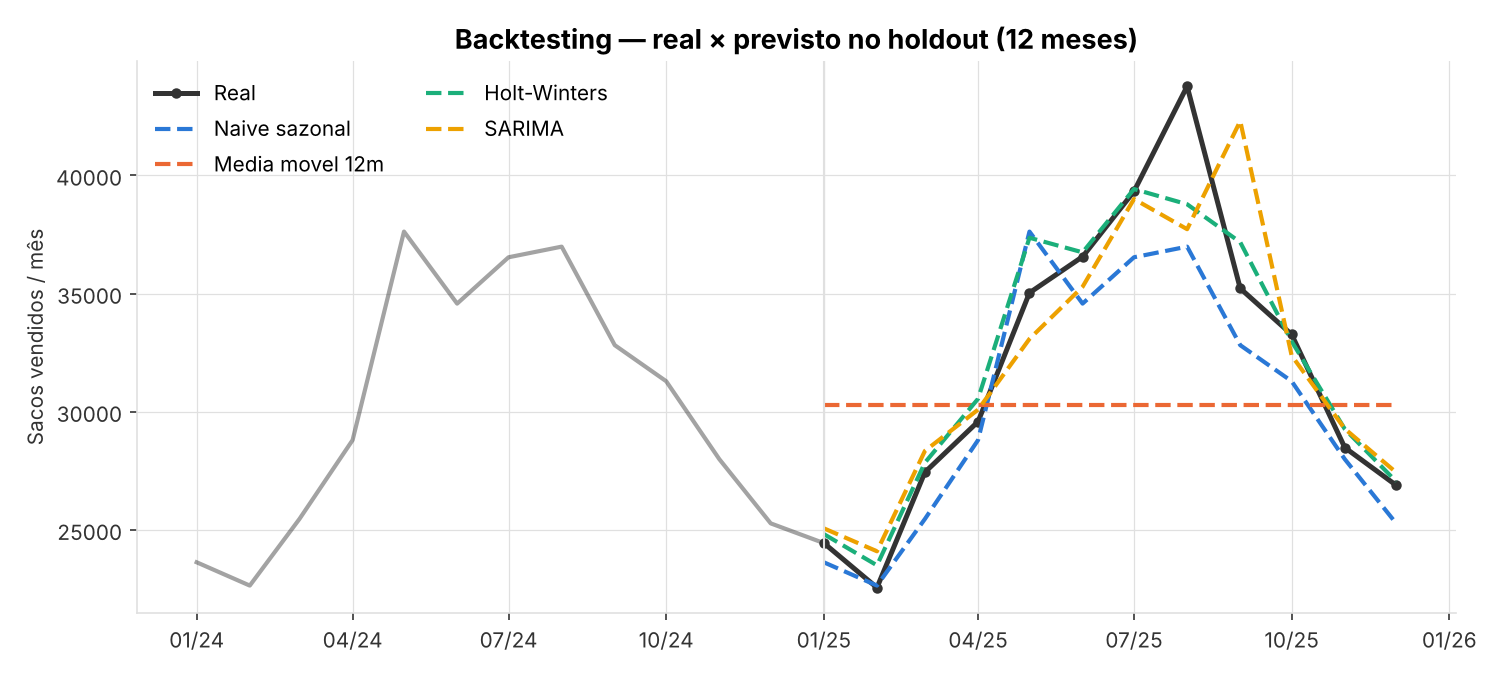 Backtesting — real × previsto no holdout (12 meses)
Real
Naive sazonal
Media movel 12m
Holt-Winters
SARIMA
Sacos vendidos / mês
40000
35000
30000
25000
01/24
04/24
07/24
10/24
01/25
04/25
07/25
10/25
01/26